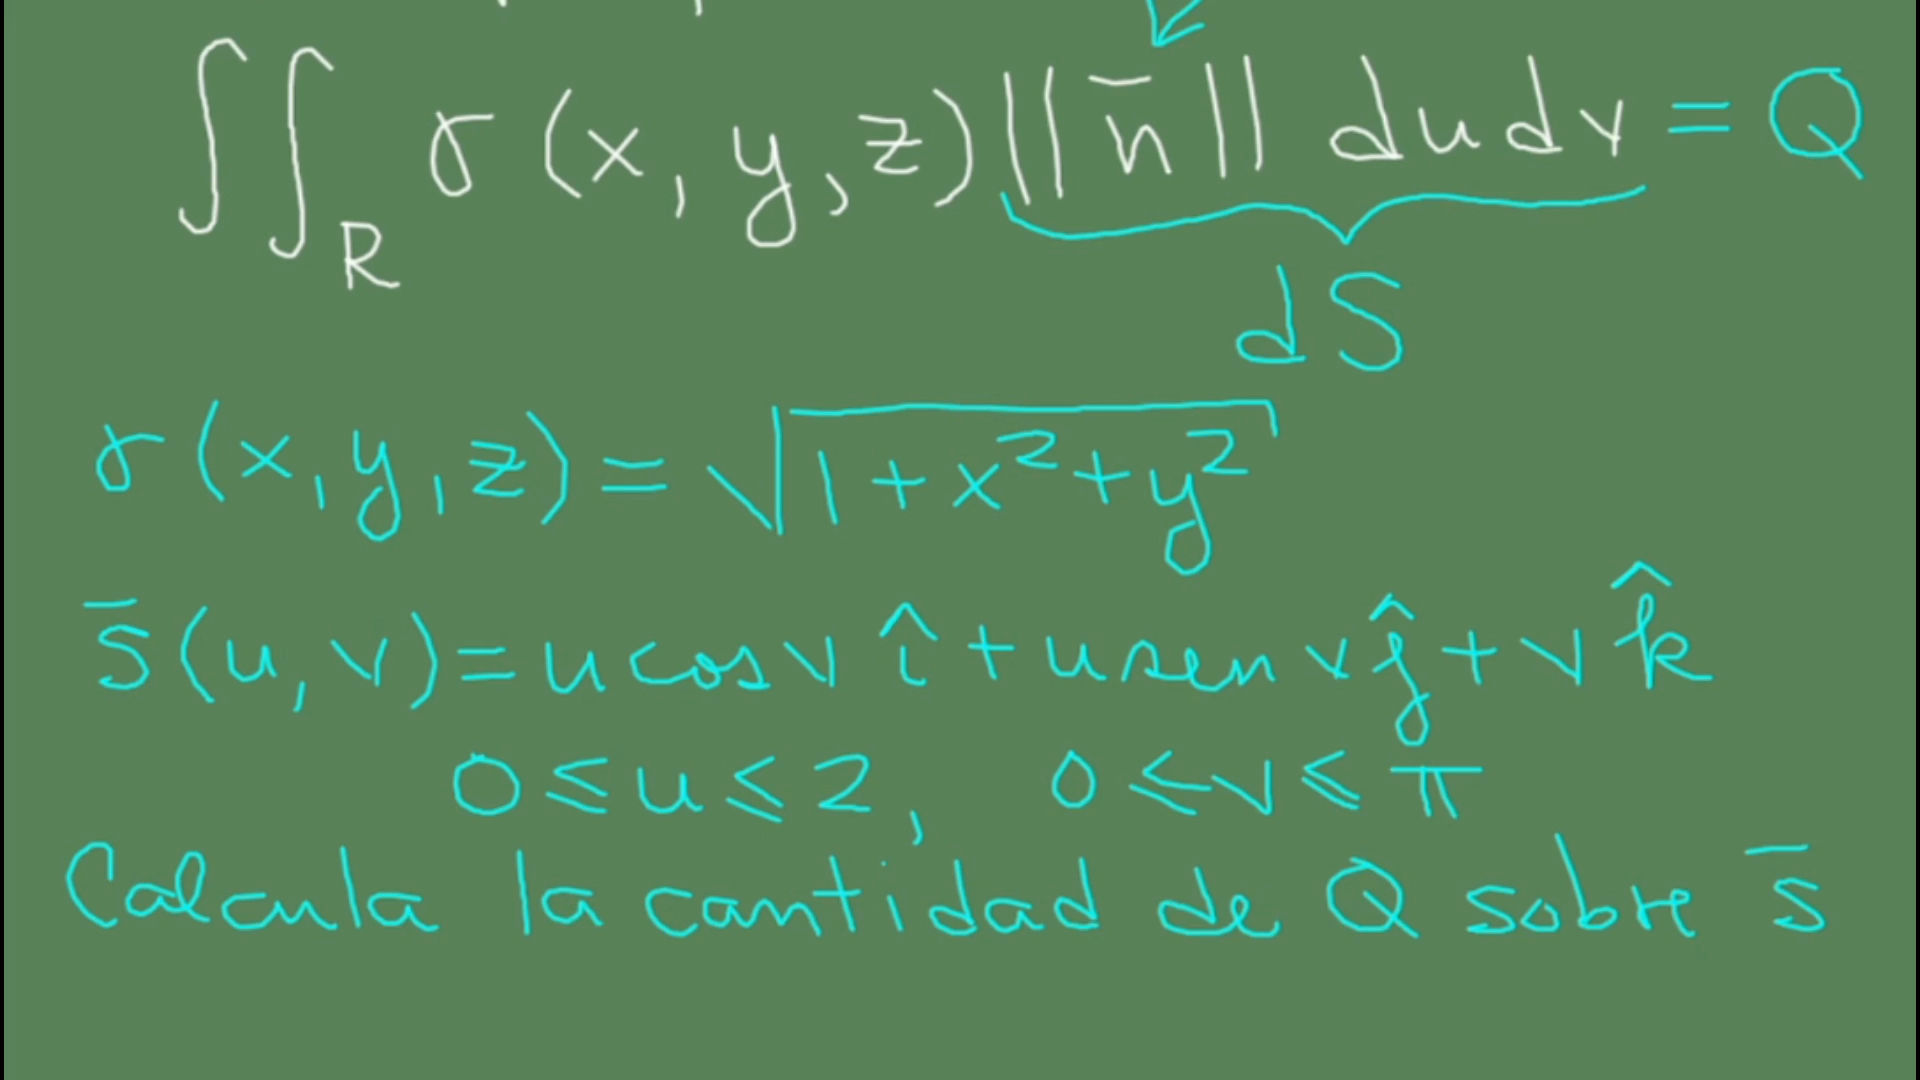 ∬_R σ(x, y, z) ||n̄|| du dv = Q
dS
σ(x, y, z) = √(1 + x² + y²)
s̄(u, v) = u cos v î + u sen v ĵ + v k̂
0 ≤ u ≤ 2, 0 ≤ v ≤ π
Calcula la cantidad de Q sobre s̄